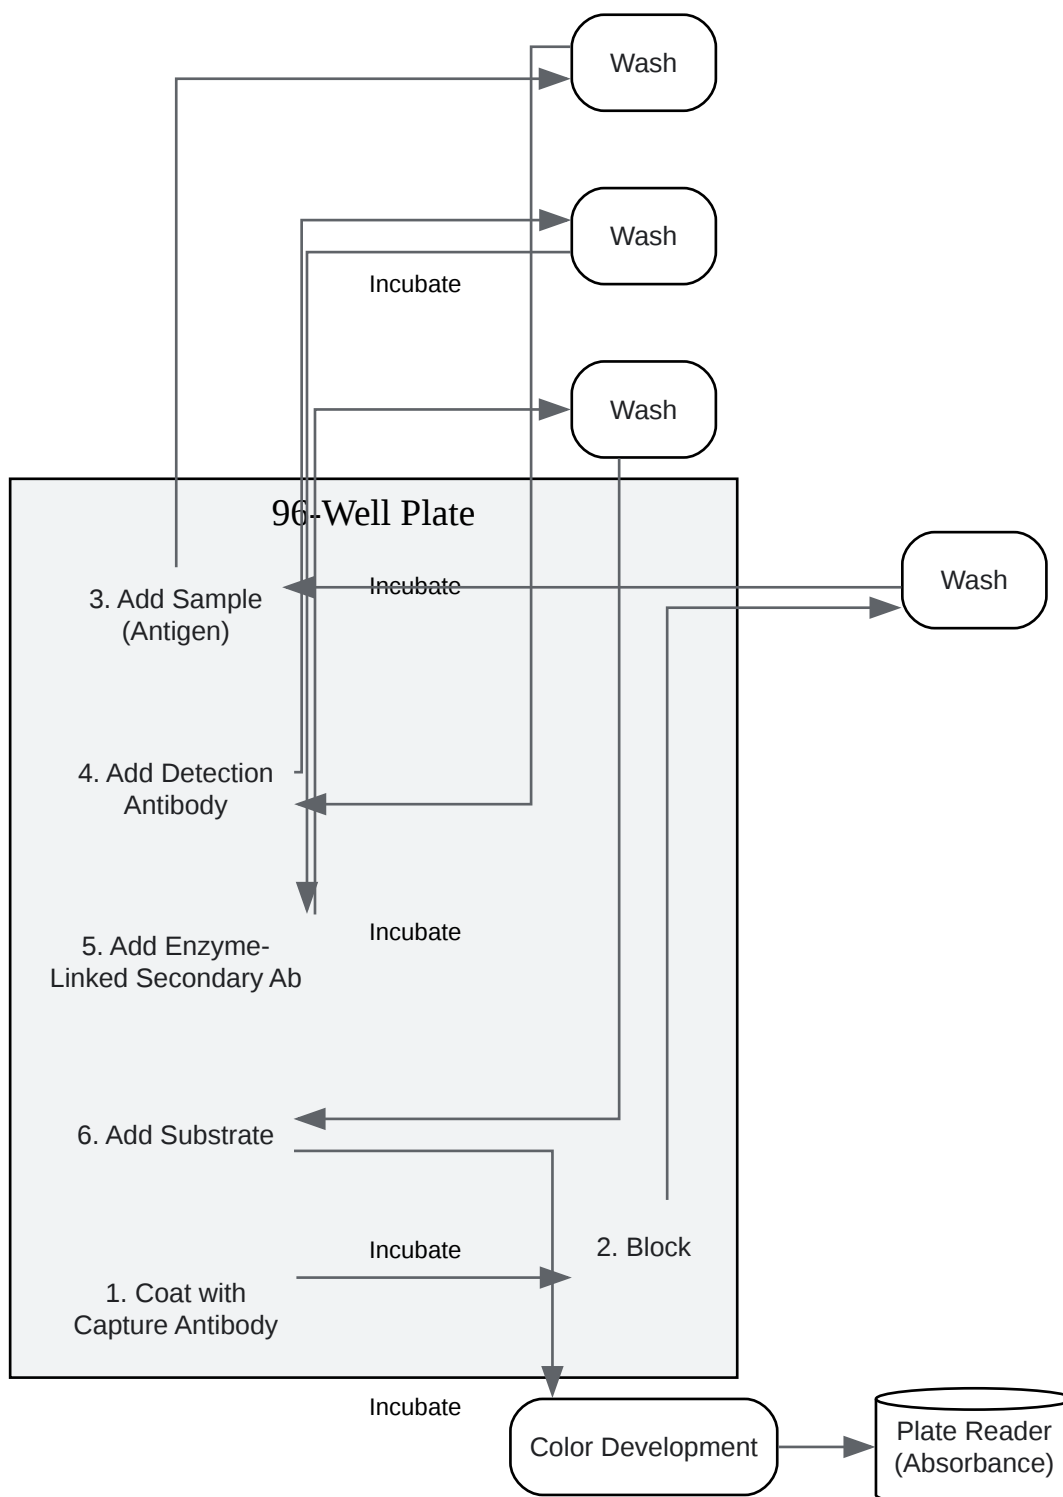 Wash
Wash
Incubate
Wash
96-Well Plate
Incubate
Wash
3. Add Sample
(Antigen)
4. Add Detection
Antibody
Incubate
5. Add Enzyme-
Linked Secondary Ab
6. Add Substrate
Incubate
2. Block
1. Coat with
Capture Antibody
Incubate
Color Development
Plate Reader
(Absorbance)